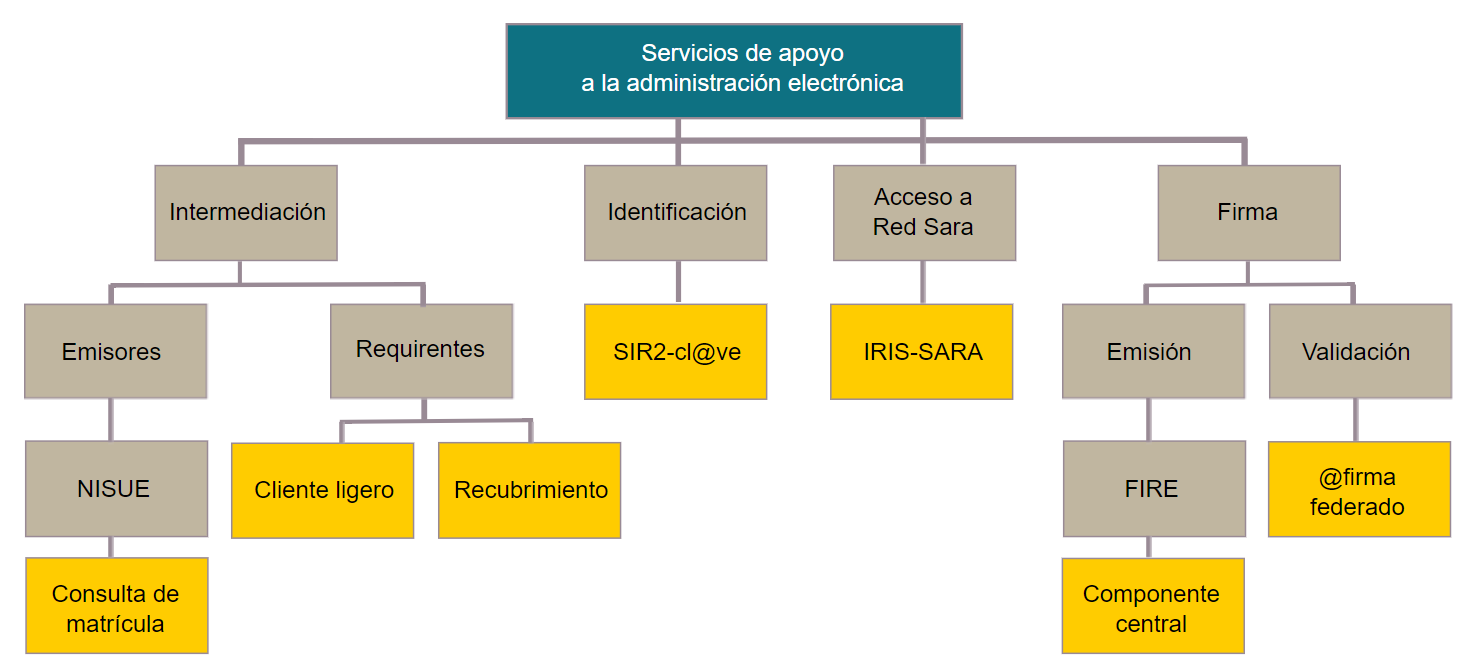 Servicios de apoyo
a la administración electrónica
Intermediación
Identificación
Acceso a
Red Sara
Firma
Emisores
Requirentes
SIR2-cl@ve
IRIS-SARA
Emisión
Validación
NISUE
Cliente ligero
Recubrimiento
FIRE
@firma
federado
Consulta de
matrícula
Componente
central